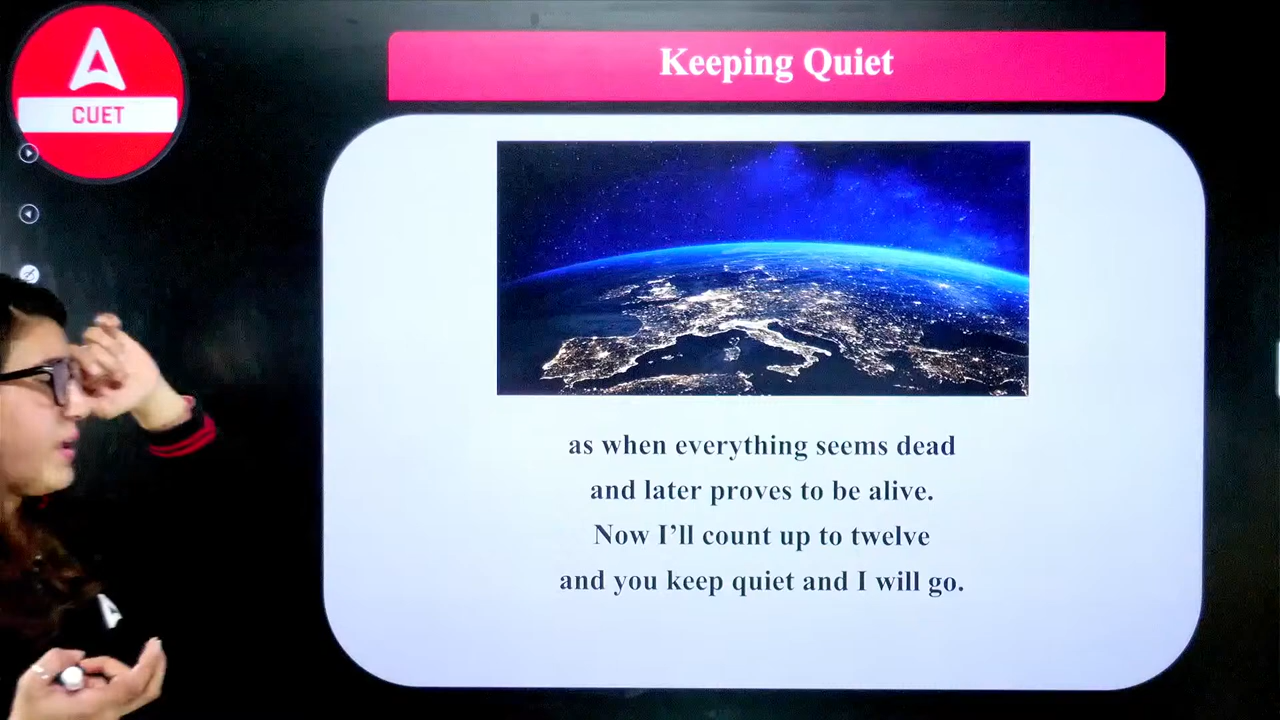 CUET
Keeping Quiet
as when everything seems dead
and later proves to be alive.
Now I’ll count up to twelve
and you keep quiet and I will go.